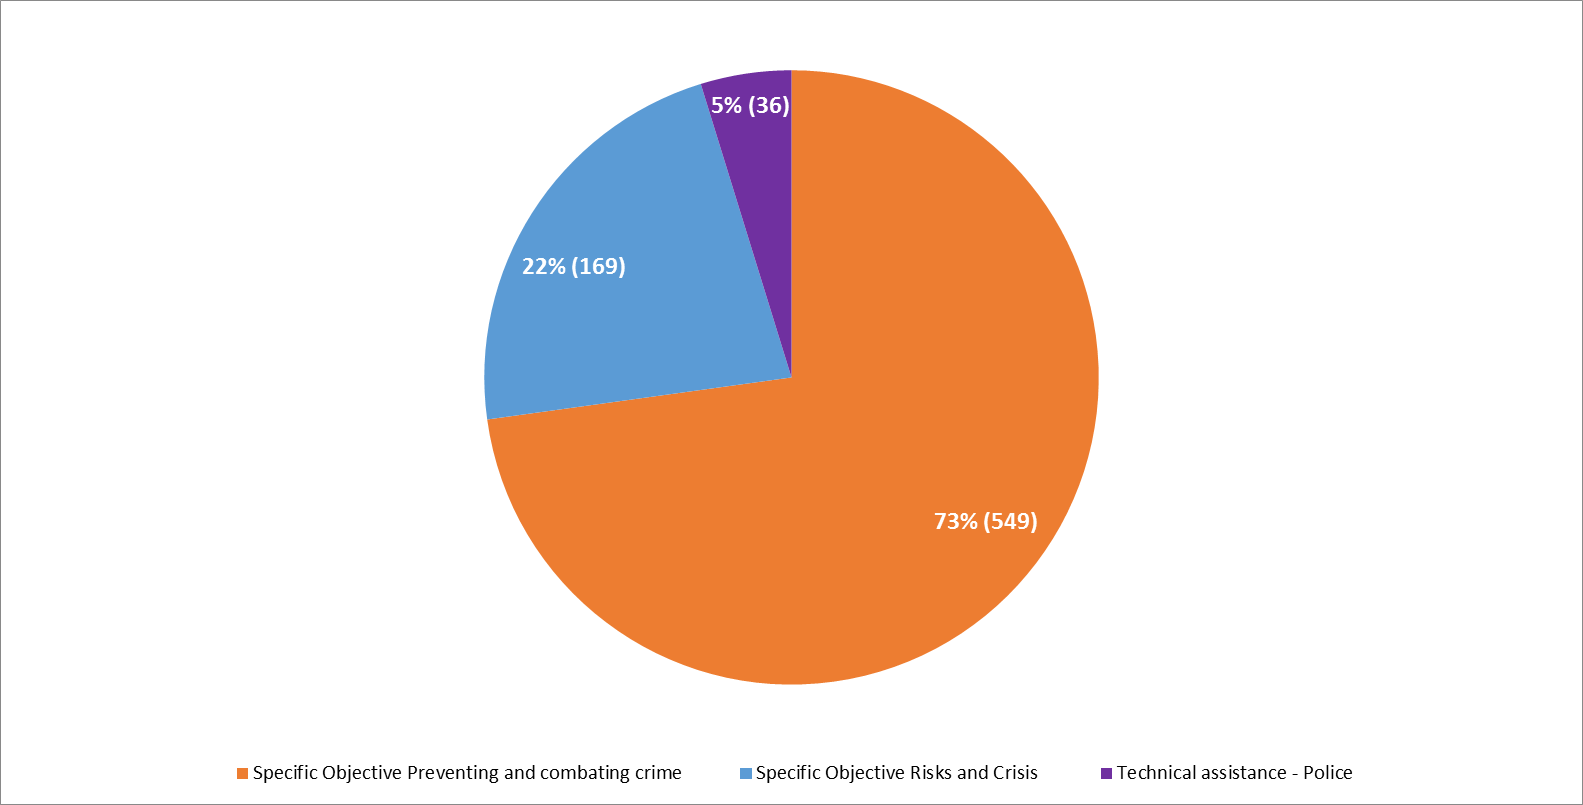 5% (36)
22% (169)
73% (549)
Specific Objective Preventing and combating crime
Specific Objective Risks and Crisis
Technical assistance - Police